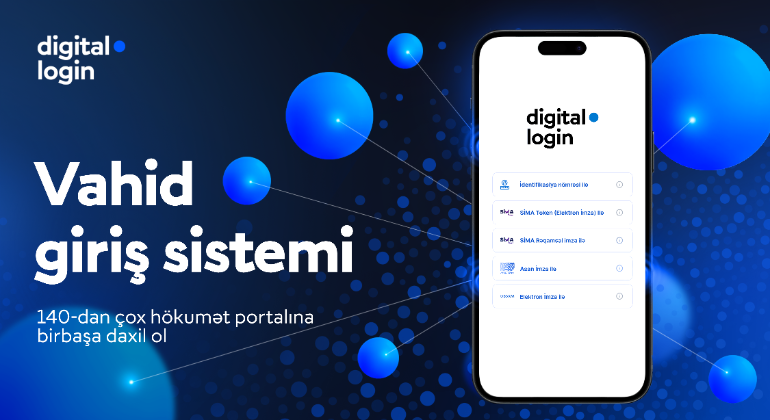 digital
login
Vahid
giriş sistemi
140-dan çox hökumət portalına
birbaşa daxil ol
digital
login
İdentifikasiya nömrəsi ilə
SİMA Token (Elektron İmza) ilə
SİMA Rəqəmsal İmza ilə
Asan İmza ilə
Elektron İmza ilə